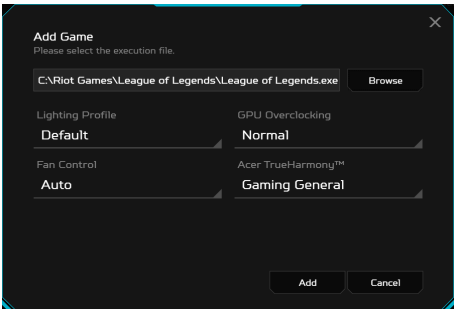 Add Game
Please select the execution file.
C:\Riot Games\League of Legends\League of Legends.exe Browse
Lighting Profile GPU Overclocking
Default Normal
Fan Control Acer TrueHarmony™
Auto Gaming General
Add Cancel